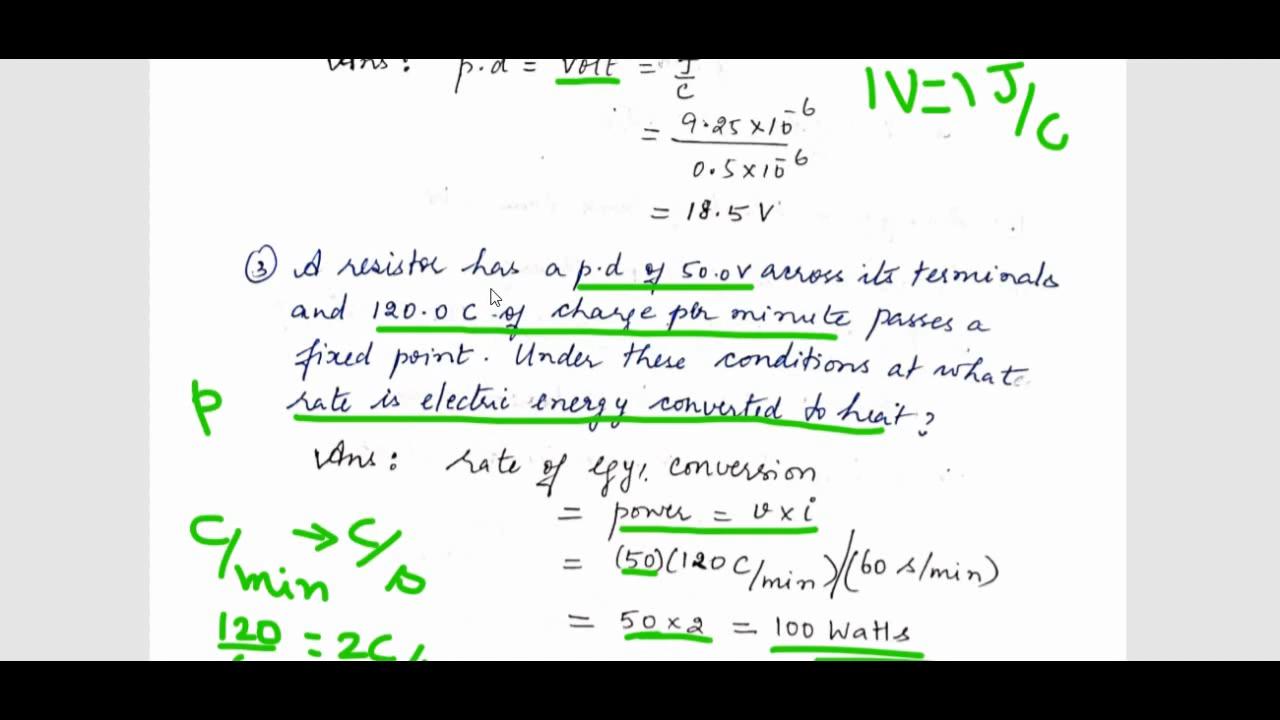 Ans: p.d = Volt = J/C
1V=1 J/C
= 9.25×10⁻⁶ / 0.5×10⁻⁶
= 18.5 V
③ A resistor has a p.d of 50.0V across its terminals
and 120.0 C of charge per minute passes a
fixed point. Under these conditions at what
rate is electric energy converted to heat?
P
Ans: rate of egy. conversion
= power = v×i
C/min → C/s
= (50)(120 C/min)/(60 s/min)
= 50×2 = 100 Watts
120 = 2C/